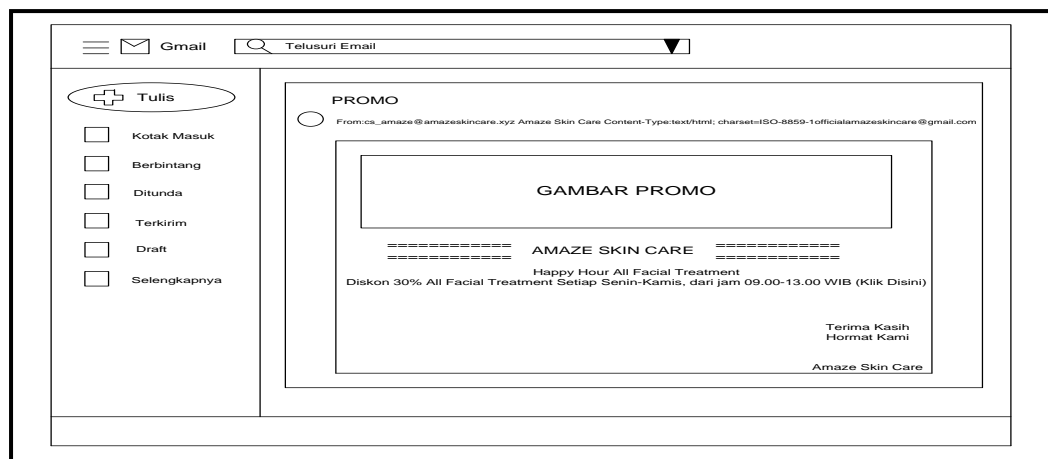 Gmail
Telusuri Email
Tulis
Kotak Masuk
Berbintang
Ditunda
Terkirim
Draft
Selengkapnya
PROMO
From:cs_amaze@amazeskincare.xyz Amaze Skin Care Content-Type:text/html; charset=ISO-8859-1officialamazeskincare@gmail.com
GAMBAR PROMO
============ AMAZE SKIN CARE ============
============ ============
Happy Hour All Facial Treatment
Diskon 30% All Facial Treatment Setiap Senin-Kamis, dari jam 09.00-13.00 WIB (Klik Disini)
Terima Kasih
Hormat Kami
Amaze Skin Care